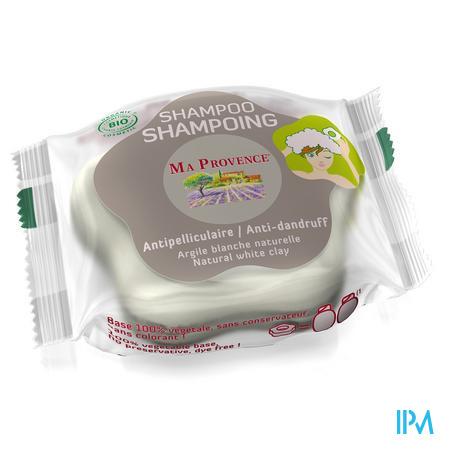 BIO
COSMETIC
SHAMPOO
SHAMPOING
MA PROVENCE
Antipelliculaire | Anti-dandruff
Argile blanche naturelle
Natural white clay
Base 100% végétale, sans conservateur,
sans colorant !
100% vegetable base,
no preservative, dye free !
IPM